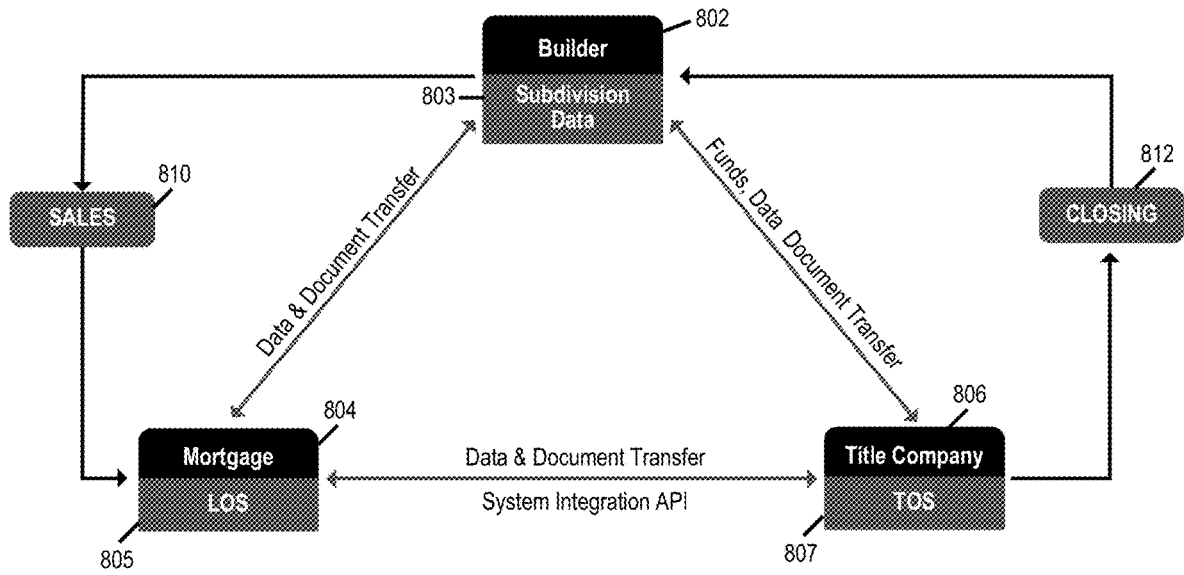 802
Builder
803
Subdivision
Data
810
SALES
812
CLOSING
Data & Document Transfer
Funds, Data Document Transfer
804
Mortgage
LOS
805
Data & Document Transfer
System Integration API
806
Title Company
TOS
807